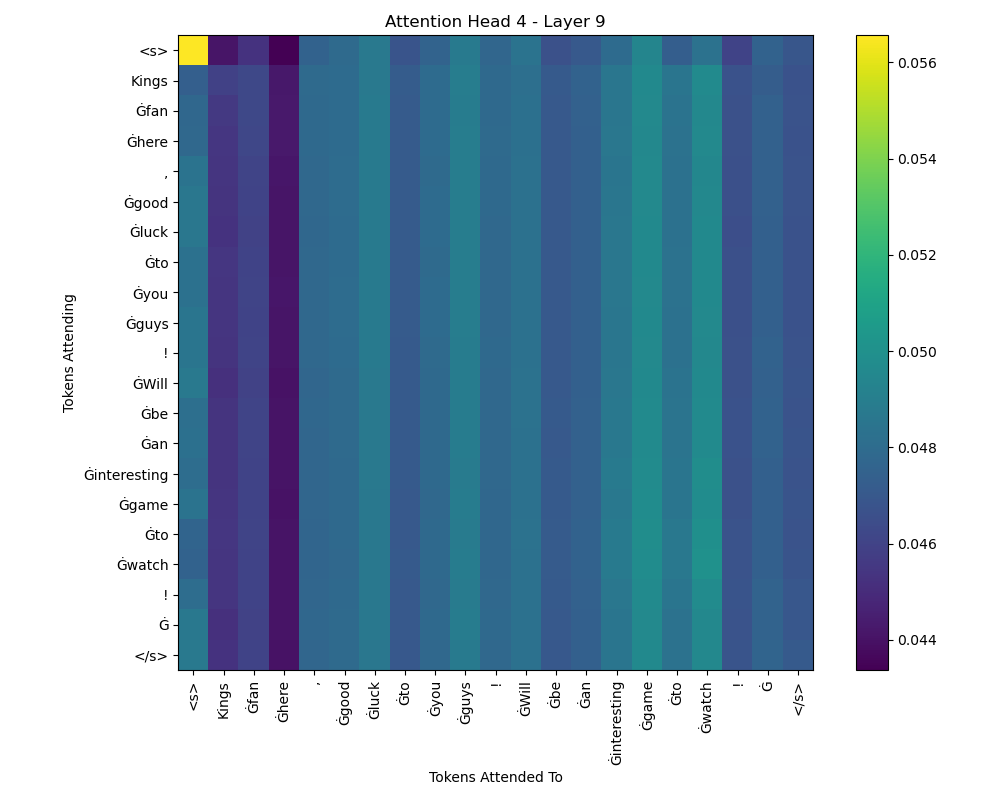 Attention Head 4 - Layer 9
<s>
Kings
Ġfan
Ġhere
,
Ġgood
Ġluck
Ġto
Ġyou
Ġguys
!
ĠWill
Ġbe
Ġan
Ġinteresting
Ġgame
Ġto
Ġwatch
!
Ġ
</s>
Tokens Attending
<s>
Kings
Ġfan
Ġhere
,
Ġgood
Ġluck
Ġto
Ġyou
Ġguys
!
ĠWill
Ġbe
Ġan
Ġinteresting
Ġgame
Ġto
Ġwatch
!
Ġ
</s>
Tokens Attended To
0.056
0.054
0.052
0.050
0.048
0.046
0.044